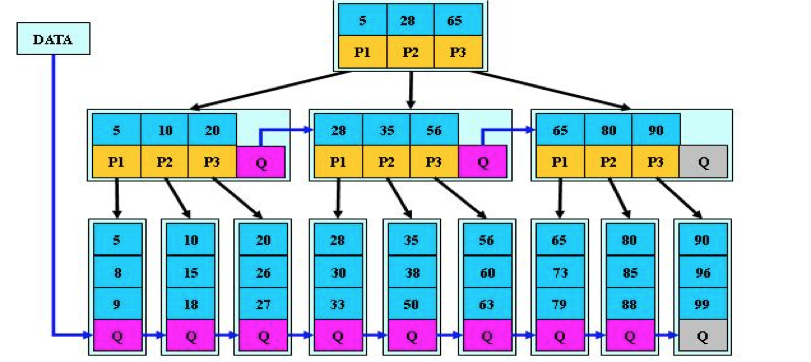 5 28 65
DATA
P1 P2 P3
5 10 20 28 35 56 65 80 90
P1 P2 P3 Q P1 P2 P3 Q P1 P2 P3 Q
5 10 20 28 35 56 65 80 90
8 15 26 30 38 60 73 85 96
9 18 27 33 50 63 79 88 99
Q Q Q Q Q Q Q Q Q